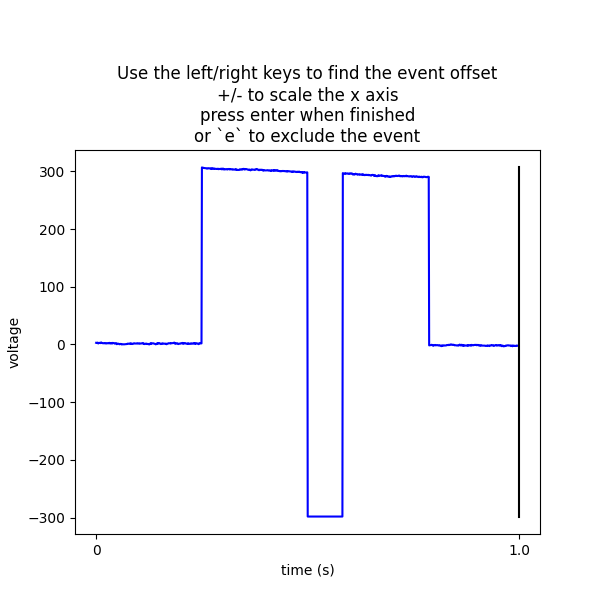 Use the left/right keys to find the event offset
+/- to scale the x axis
press enter when finished
or `e` to exclude the event
300
200
100
0
−100
−200
−300
voltage
0
1.0
time (s)